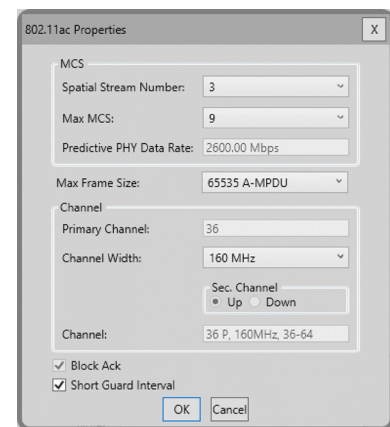 802.11ac Properties X
MCS
Spatial Stream Number: 3
Max MCS: 9
Predictive PHY Data Rate: 2600.00 Mbps
Max Frame Size: 65535 A-MPDU
Channel
Primary Channel: 36
Channel Width: 160 MHz
Sec. Channel
Up Down
Channel: 36 P, 160MHz, 36-64
Block Ack
Short Guard Interval
OK Cancel